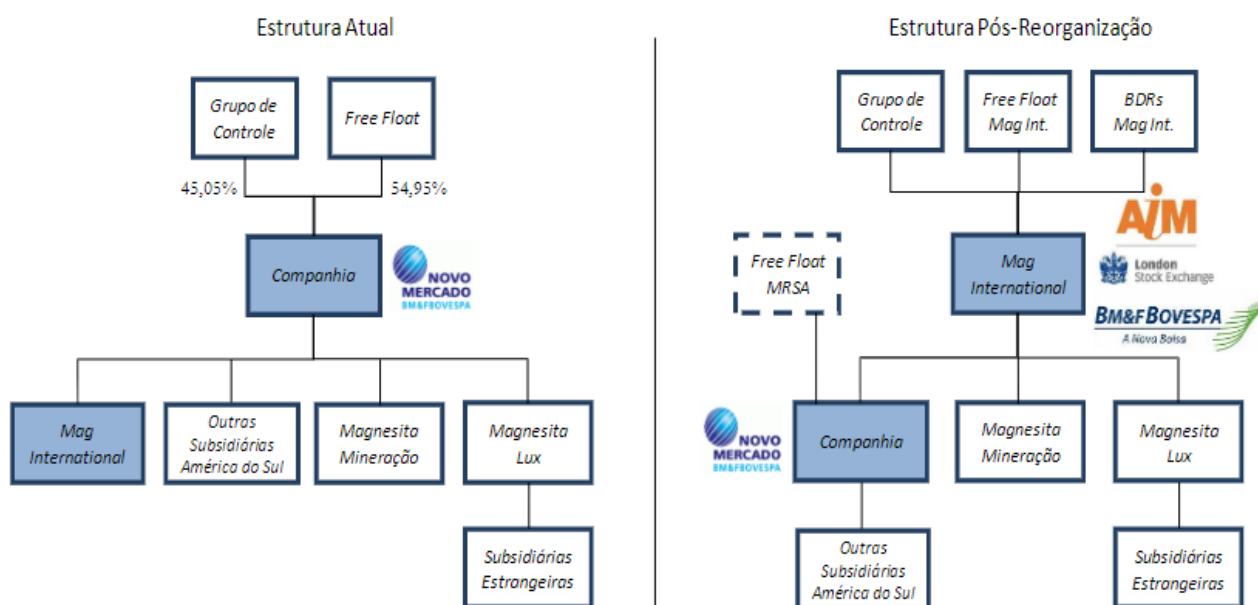 Estrutura Atual
Grupo de
Controle
Free Float
45,05%
54,95%
Companhia
NOVO
MERCADO
BM&FBOVESPA
Mag
International
Outras
Subsidiárias
América do Sul
Magnesita
Mineração
Magnesita
Lux
Subsidiárias
Estrangeiras
Estrutura Pós-Reorganização
Grupo de
Controle
Free Float
Mag Int.
BDRs
Mag Int.
Free Float
MRSA
Mag
International
AiM
London
Stock Exchange
BM&FBOVESPA
A Nova Bolsa
NOVO
MERCADO
BM&FBOVESPA
Companhia
Magnesita
Mineração
Magnesita
Lux
Outras
Subsidiárias
América do Sul
Subsidiárias
Estrangeiras